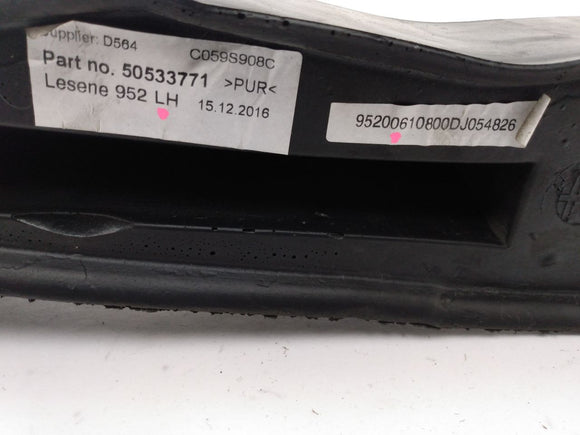 Supplier: D564 C059S908C
Part no. 50533771 >PUR<
Lesene 952 LH 15.12.2016
95200610800DJ054826